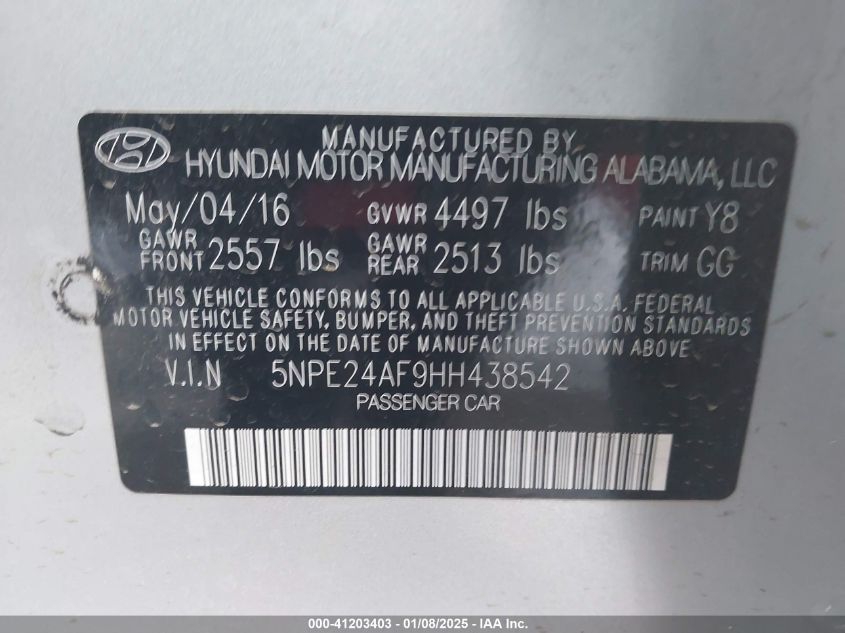 MANUFACTURED BY
HYUNDAI MOTOR MANUFACTURING ALABAMA, LLC
May/04/16 GVWR 4497 lbs PAINT Y8
GAWR FRONT 2557 lbs GAWR REAR 2513 lbs TRIM GG
THIS VEHICLE CONFORMS TO ALL APPLICABLE U.S.A. FEDERAL
MOTOR VEHICLE SAFETY, BUMPER, AND THEFT PREVENTION STANDARDS
IN EFFECT ON THE DATE OF MANUFACTURE SHOWN ABOVE.
V.I.N 5NPE24AF9HH438542
PASSENGER CAR
000-41203403 - 01/08/2025 - IAA Inc.